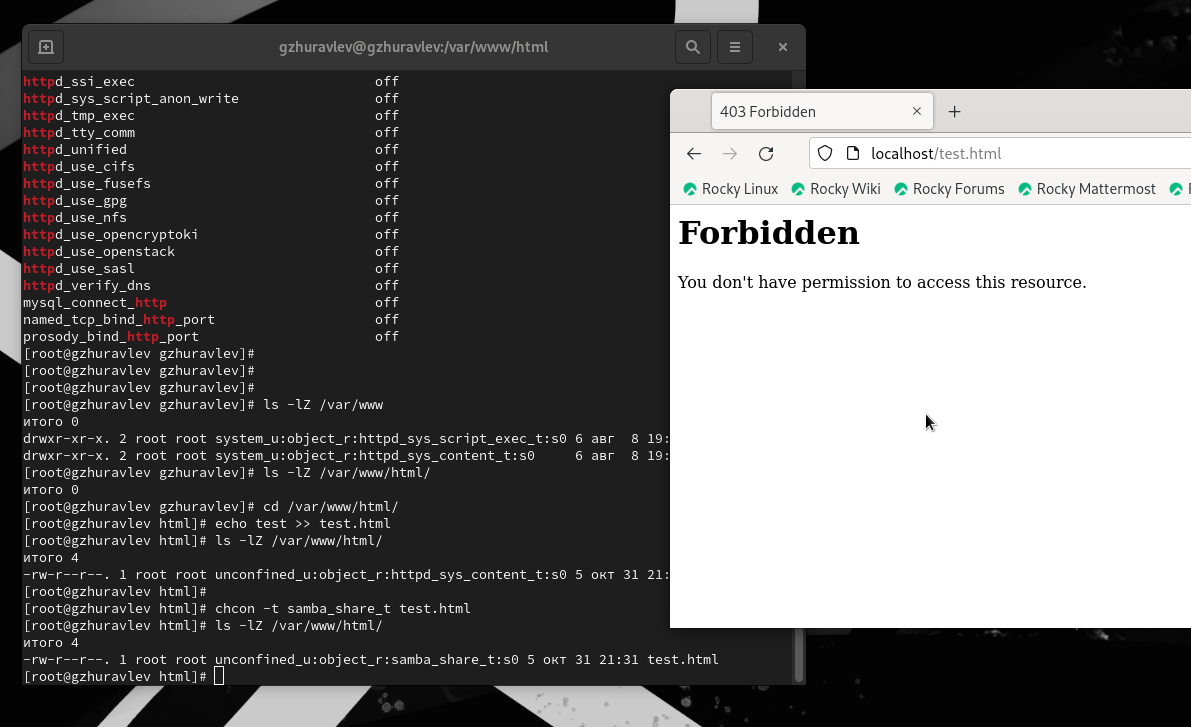 gzhuravlev@gzhuravlev:/var/www/html
httpd_ssi_exec off
httpd_sys_script_anon_write off
httpd_tmp_exec off
httpd_tty_comm off
httpd_unified off
httpd_use_cifs off
httpd_use_fusefs off
httpd_use_gpg off
httpd_use_nfs off
httpd_use_opencryptoki off
httpd_use_openstack off
httpd_use_sasl off
httpd_verify_dns off
mysql_connect_http off
named_tcp_bind_http_port off
prosody_bind_http_port off
[root@gzhuravlev gzhuravlev]#
[root@gzhuravlev gzhuravlev]#
[root@gzhuravlev gzhuravlev]#
[root@gzhuravlev gzhuravlev]# ls -lZ /var/www
итого 0
drwxr-xr-x. 2 root root system_u:object_r:httpd_sys_script_exec_t:s0 6 авг  8 19:
drwxr-xr-x. 2 root root system_u:object_r:httpd_sys_content_t:s0     6 авг  8 19:
[root@gzhuravlev gzhuravlev]# ls -lZ /var/www/html/
итого 0
[root@gzhuravlev gzhuravlev]# cd /var/www/html/
[root@gzhuravlev html]# echo test >> test.html
[root@gzhuravlev html]# ls -lZ /var/www/html/
итого 4
-rw-r--r--. 1 root root unconfined_u:object_r:httpd_sys_content_t:s0 5 окт 31 21:
[root@gzhuravlev html]#
[root@gzhuravlev html]# chcon -t samba_share_t test.html
[root@gzhuravlev html]# ls -lZ /var/www/html/
итого 4
-rw-r--r--. 1 root root unconfined_u:object_r:samba_share_t:s0 5 окт 31 21:31 test.html
[root@gzhuravlev html]#
403 Forbidden
localhost/test.html
Rocky Linux Rocky Wiki Rocky Forums Rocky Mattermost
Forbidden
You don't have permission to access this resource.